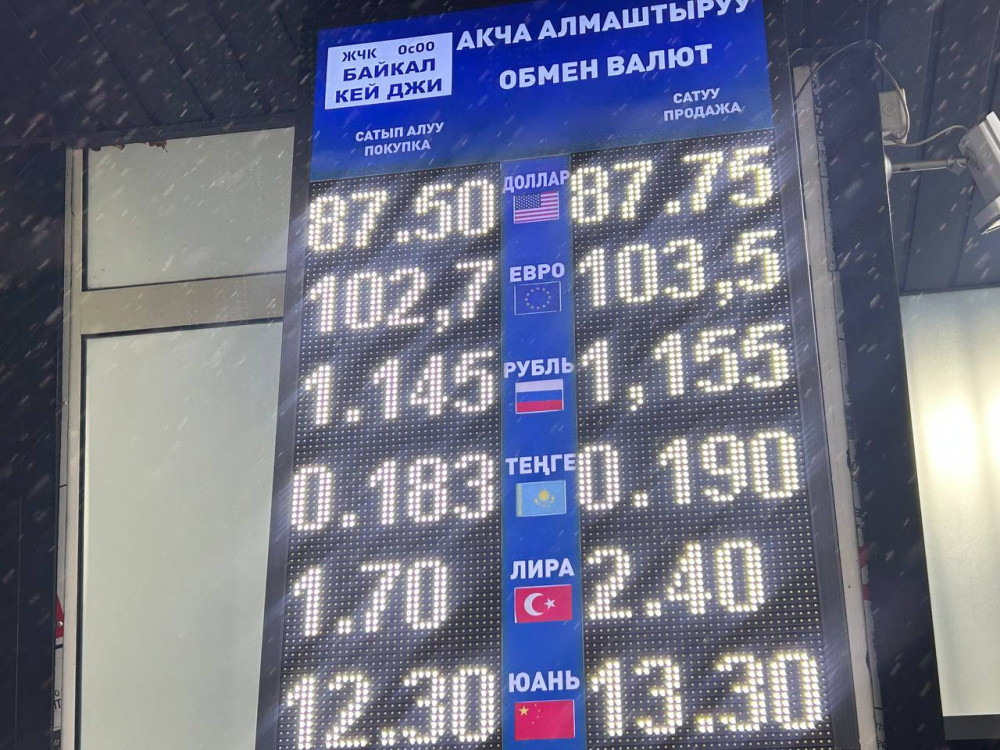 ЖЧК ОсОО
БАЙКАЛ
КЕЙ ДЖИ
АКЧА АЛМАШТЫРУУ
ОБМЕН ВАЛЮТ
САТЫП АЛУУ
ПОКУПКА
САТУУ
ПРОДАЖА
87.50 ДОЛЛАР 87.75
102,7 ЕВРО 103,5
1.145 РУБЛЬ 1,155
0.183 ТЕҢГЕ 0.190
1.70 ЛИРА 2.40
12.30 ЮАНЬ 13.30